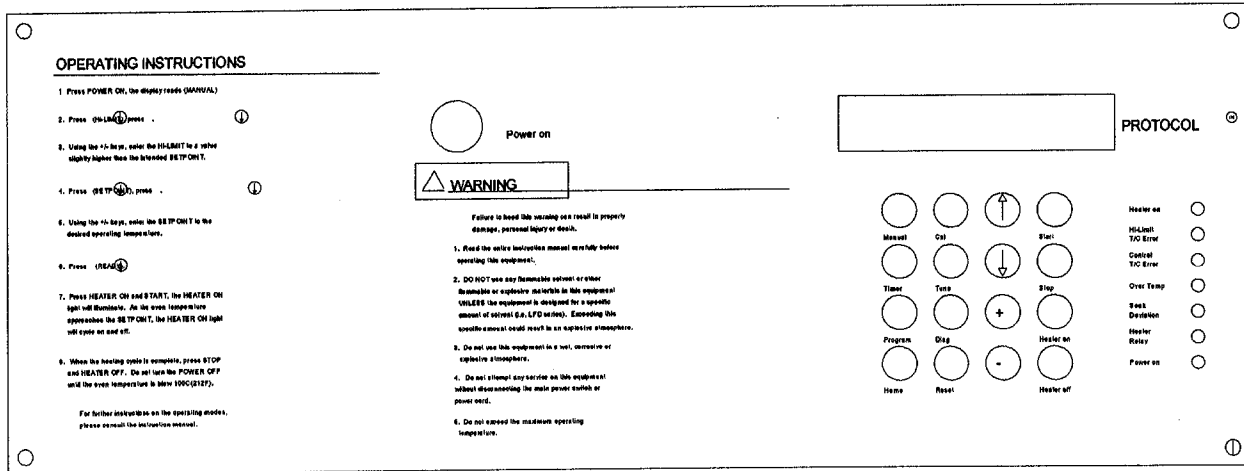 OPERATING INSTRUCTIONS
1 Press POWER ON, the display reads (MANUAL)
2. Press (HI-LIMIT), press .
3. Using the +/- keys, enter the HI-LIMIT to a value
slightly higher than the intended SETPOINT.
4. Press (SETPOINT), press .
5. Using the +/- keys, enter the SETPOINT to the
desired operating temperature.
6. Press (READY)
7. Press HEATER ON and START, the HEATER ON
light will illuminate. As the oven temperature
approaches the SETPOINT, the HEATER ON light
will cycle on and off.
8. When the heating cycle is complete, press STOP
and HEATER OFF. Do not turn the POWER OFF
until the oven temperature is blow 100C(212F).
For further instructions on the operating modes,
please consult the instruction manual.
Power on
WARNING
Failure to heed this warning can result in property
damage, personal injury or death.
1. Read the entire instruction manual carefully before
operating this equipment.
2. DO NOT use any flammable solvent or other
flammable or explosive materials in this equipment
UNLESS the equipment is designed for a specific
amount of solvent (i.e. LFD series). Exceeding this
specific amount could result in an explosive atmosphere.
3. Do not use this equipment in a wet, corrosive or
explosive atmosphere.
4. Do not attempt any service on this equipment
without disconnecting the main power switch or
power cord.
5. Do not exceed the maximum operating
temperature.
PROTOCOL
Manual Cal Start
Timer Tune Stop
+
Program Diag Heater on
-
Home Reset Heater off
Heater on
Hi-Limit
T/C Error
Control
T/C Error
Over Temp
Soak
Deviation
Heater
Relay
Power on